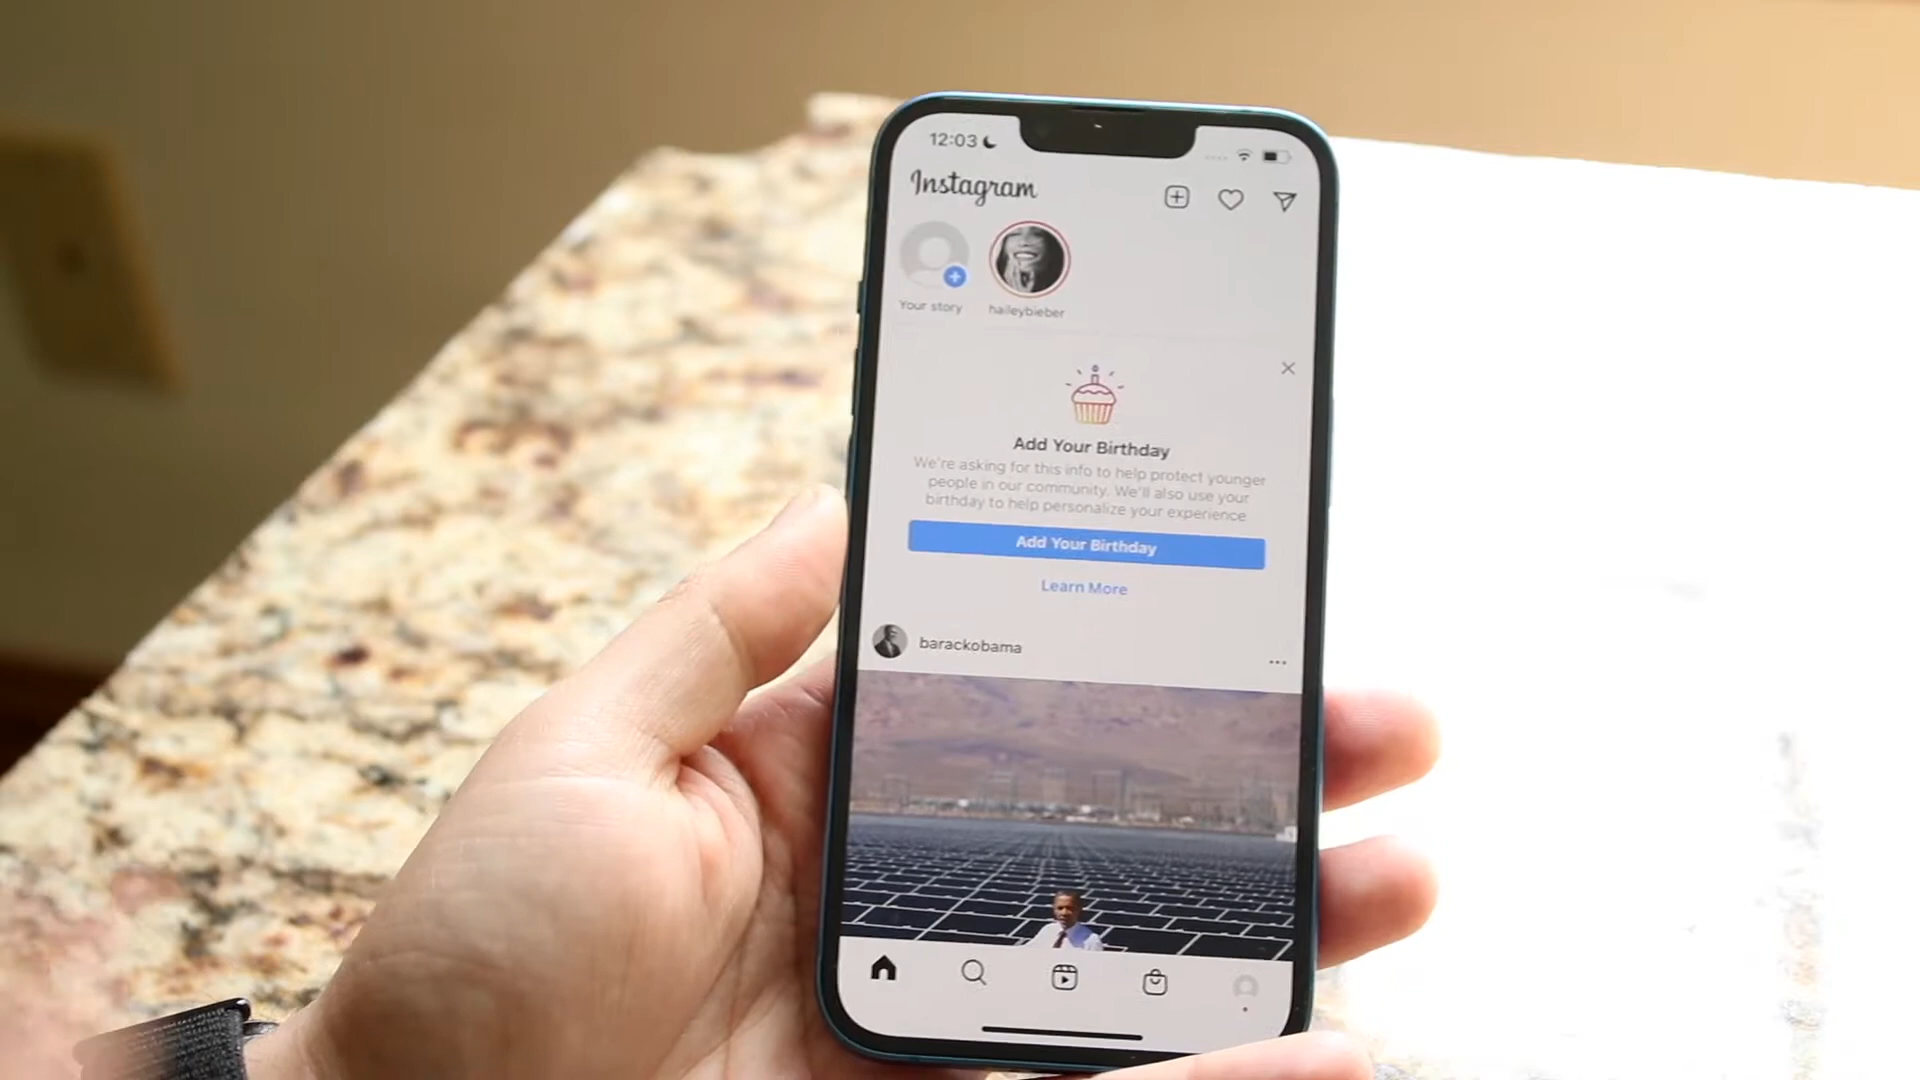 12:03
Instagram
Your story
haileybieber
Add Your Birthday
We're asking for this info to help protect younger
people in our community. We'll also use your
birthday to help personalize your experience
Add Your Birthday
Learn More
barackobama